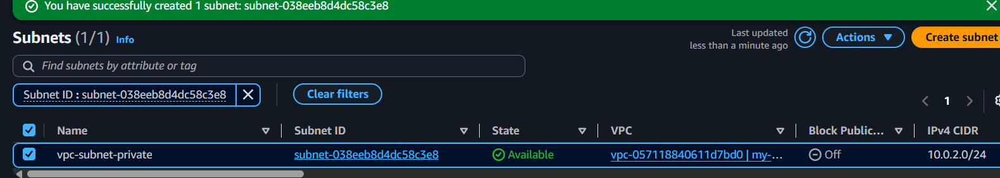 You have successfully created 1 subnet: subnet-038eeb8d4dc58c3e8
Subnets (1/1) Info
Last updated
less than a minute ago
Actions
Create subnet
Find subnets by attribute or tag
Subnet ID : subnet-038eeb8d4dc58c3e8
Clear filters
1
Name Subnet ID State VPC Block Public... IPv4 CIDR
vpc-subnet-private subnet-038eeb8d4dc58c3e8 Available vpc-057118840611d7bd0 | my-... Off 10.0.2.0/24